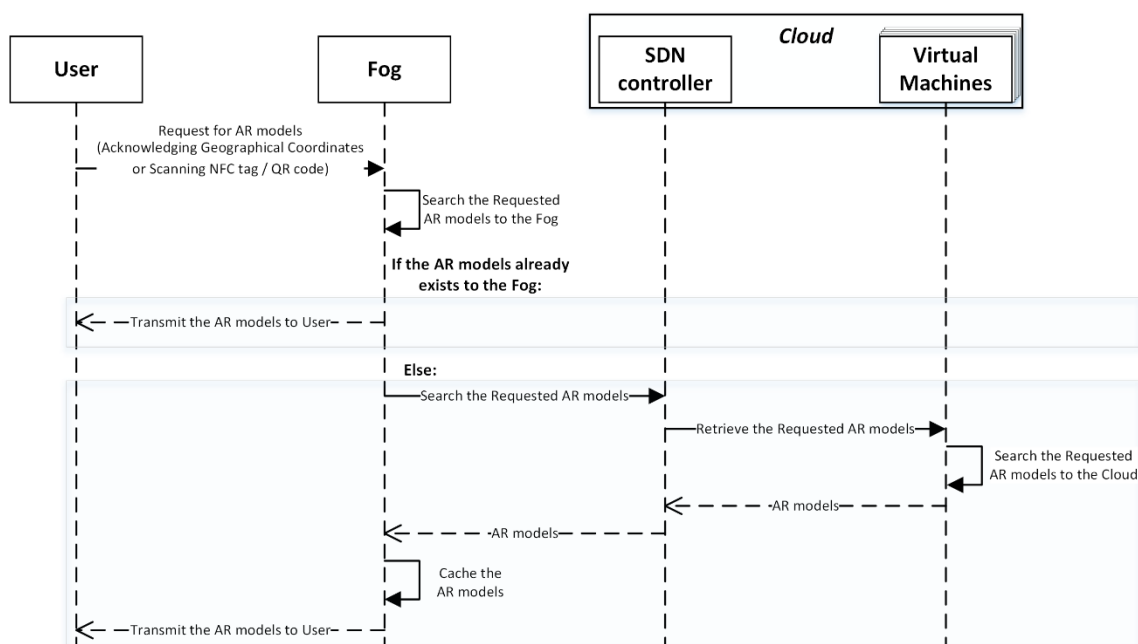 Cloud
User
Fog
SDN
controller
Virtual
Machines
Request for AR models
(Acknowledging Geographical Coordinates
or Scanning NFC tag / QR code)
Search the Requested
AR models to the Fog
If the AR models already
exists to the Fog:
Transmit the AR models to User
Else:
Search the Requested AR models
Retrieve the Requested AR models
Search the Requested
AR models to the Cloud
AR models
AR models
Cache the
AR models
Transmit the AR models to User